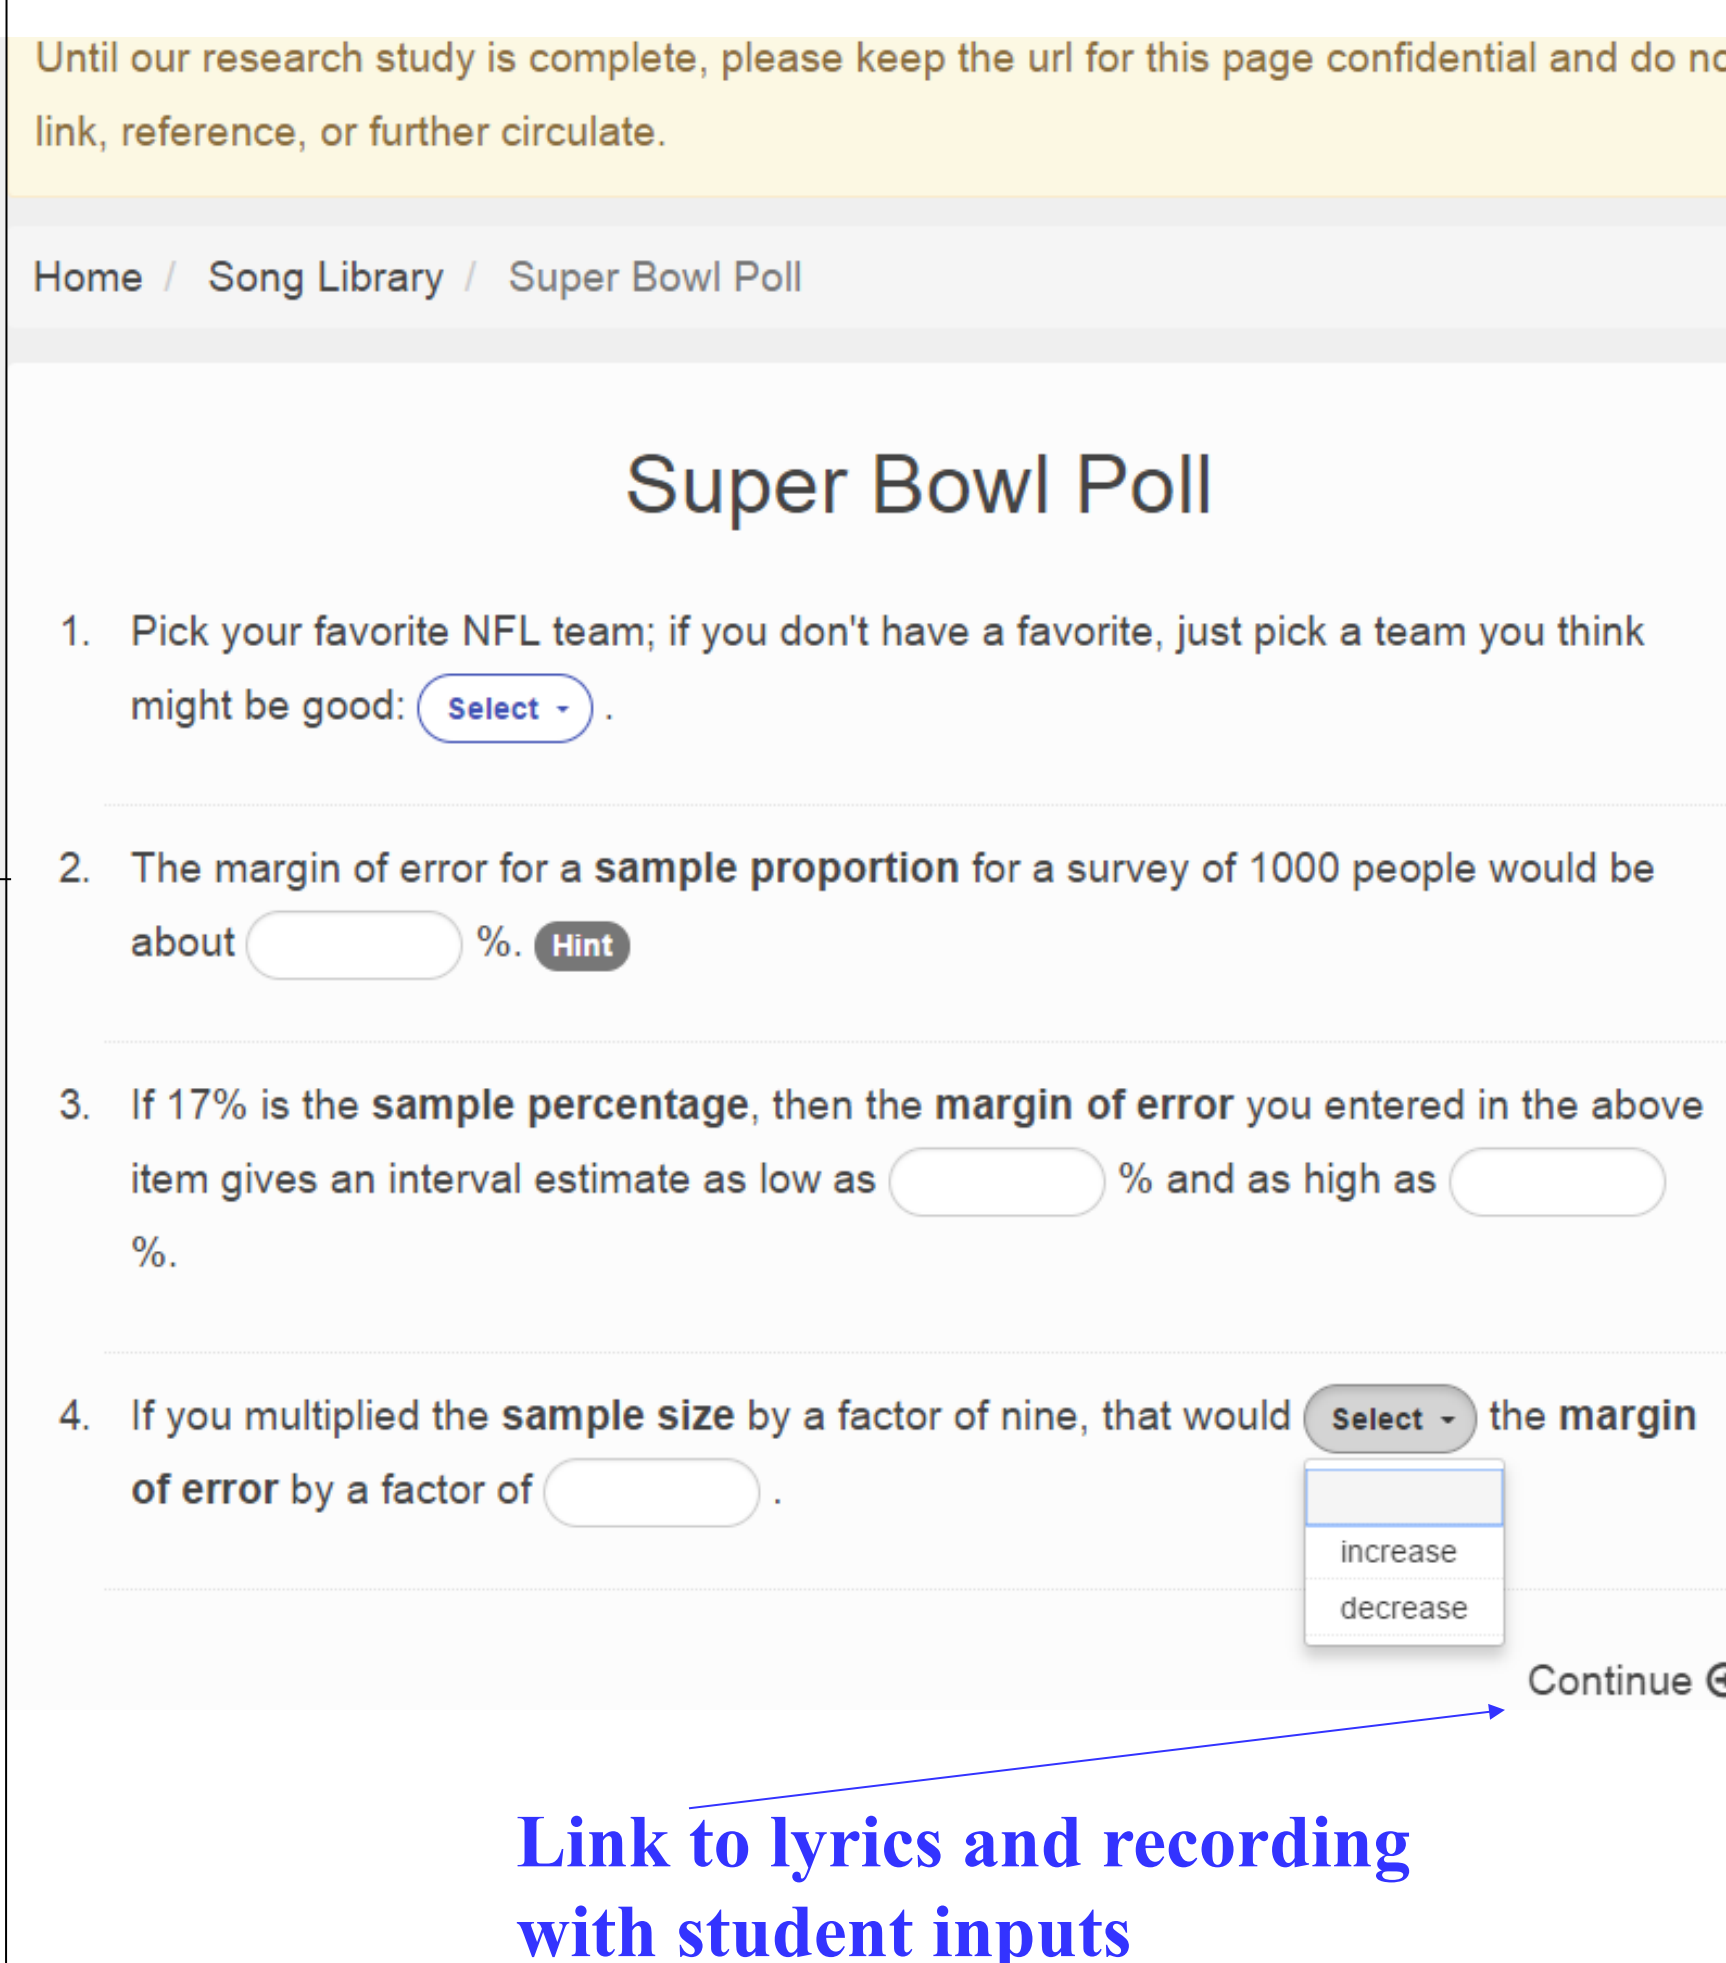 Until our research study is complete, please keep the url for this page confidential and do
link, reference, or further circulate.
Home / Song Library / Super Bowl Poll
Super Bowl Poll
1. Pick your favorite NFL team; if you don't have a favorite, just pick a team you think
might be good: Select .
2. The margin of error for a sample proportion for a survey of 1000 people would be
about %. Hint
3. If 17% is the sample percentage, then the margin of error you entered in the above
item gives an interval estimate as low as % and as high as
%.
4. If you multiplied the sample size by a factor of nine, that would Select the margin
of error by a factor of .
increase
decrease
Continue
Link to lyrics and recording
with student inputs